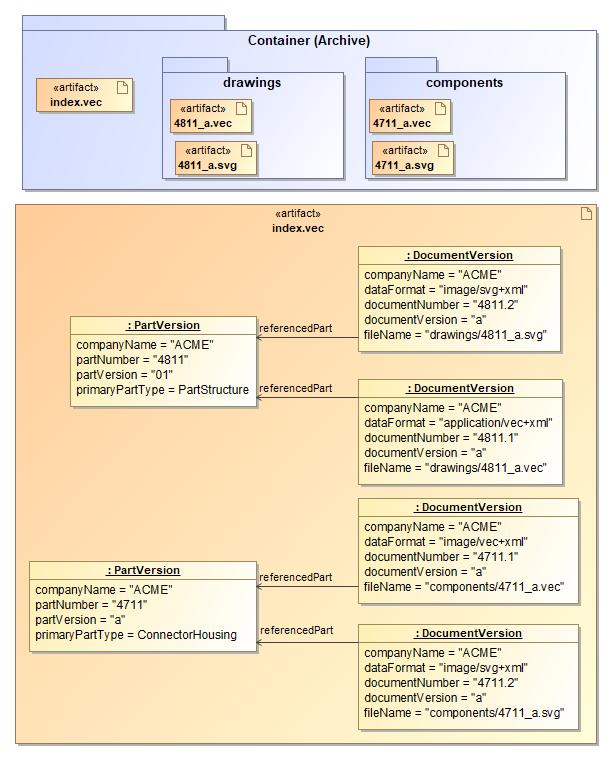 Container (Archive)
«artifact»
index.vec
drawings
«artifact»
4811_a.vec
«artifact»
4811_a.svg
components
«artifact»
4711_a.vec
«artifact»
4711_a.svg
«artifact»
index.vec
: DocumentVersion
companyName = "ACME"
dataFormat = "image/svg+xml"
documentNumber = "4811.2"
documentVersion = "a"
fileName = "drawings/4811_a.svg"
: PartVersion
companyName = "ACME"
partNumber = "4811"
partVersion = "01"
primaryPartType = PartStructure
referencedPart
referencedPart
: DocumentVersion
companyName = "ACME"
dataFormat = "application/vec+xml"
documentNumber = "4811.1"
documentVersion = "a"
fileName = "drawings/4811_a.vec"
: DocumentVersion
companyName = "ACME"
dataFormat = "image/vec+xml"
documentNumber = "4711.1"
documentVersion = "a"
fileName = "components/4711_a.vec"
: PartVersion
companyName = "ACME"
partNumber = "4711"
partVersion = "a"
primaryPartType = ConnectorHousing
referencedPart
referencedPart
: DocumentVersion
companyName = "ACME"
dataFormat = "image/svg+xml"
documentNumber = "4711.2"
documentVersion = "a"
fileName = "components/4711_a.svg"